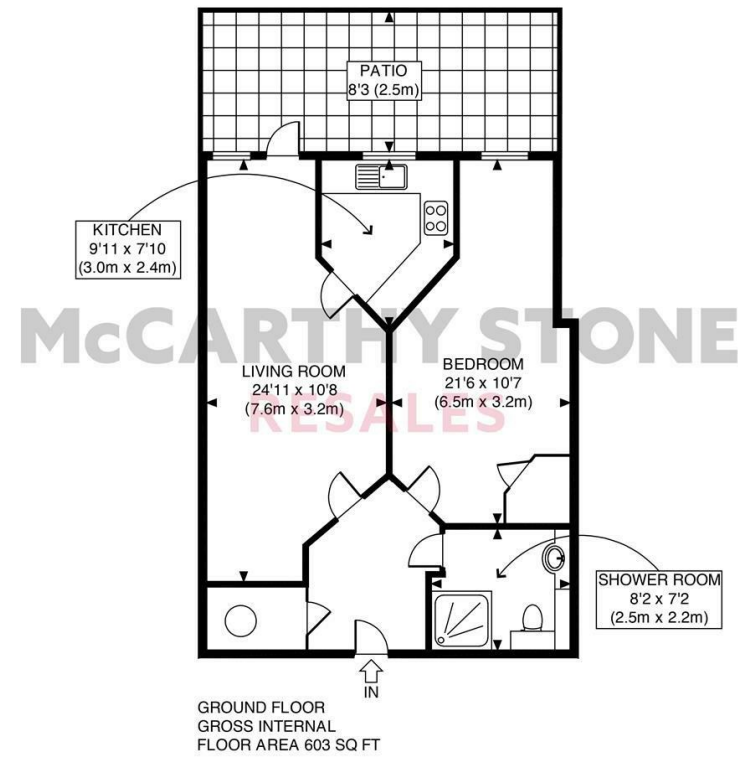 PATIO
8'3 (2.5m)
KITCHEN
9'11 x 7'10
(3.0m x 2.4m)
McCARTHY STONE
RESALES
LIVING ROOM
24'11 x 10'8
(7.6m x 3.2m)
BEDROOM
21'6 x 10'7
(6.5m x 3.2m)
SHOWER ROOM
8'2 x 7'2
(2.5m x 2.2m)
IN
GROUND FLOOR
GROSS INTERNAL
FLOOR AREA 603 SQ FT